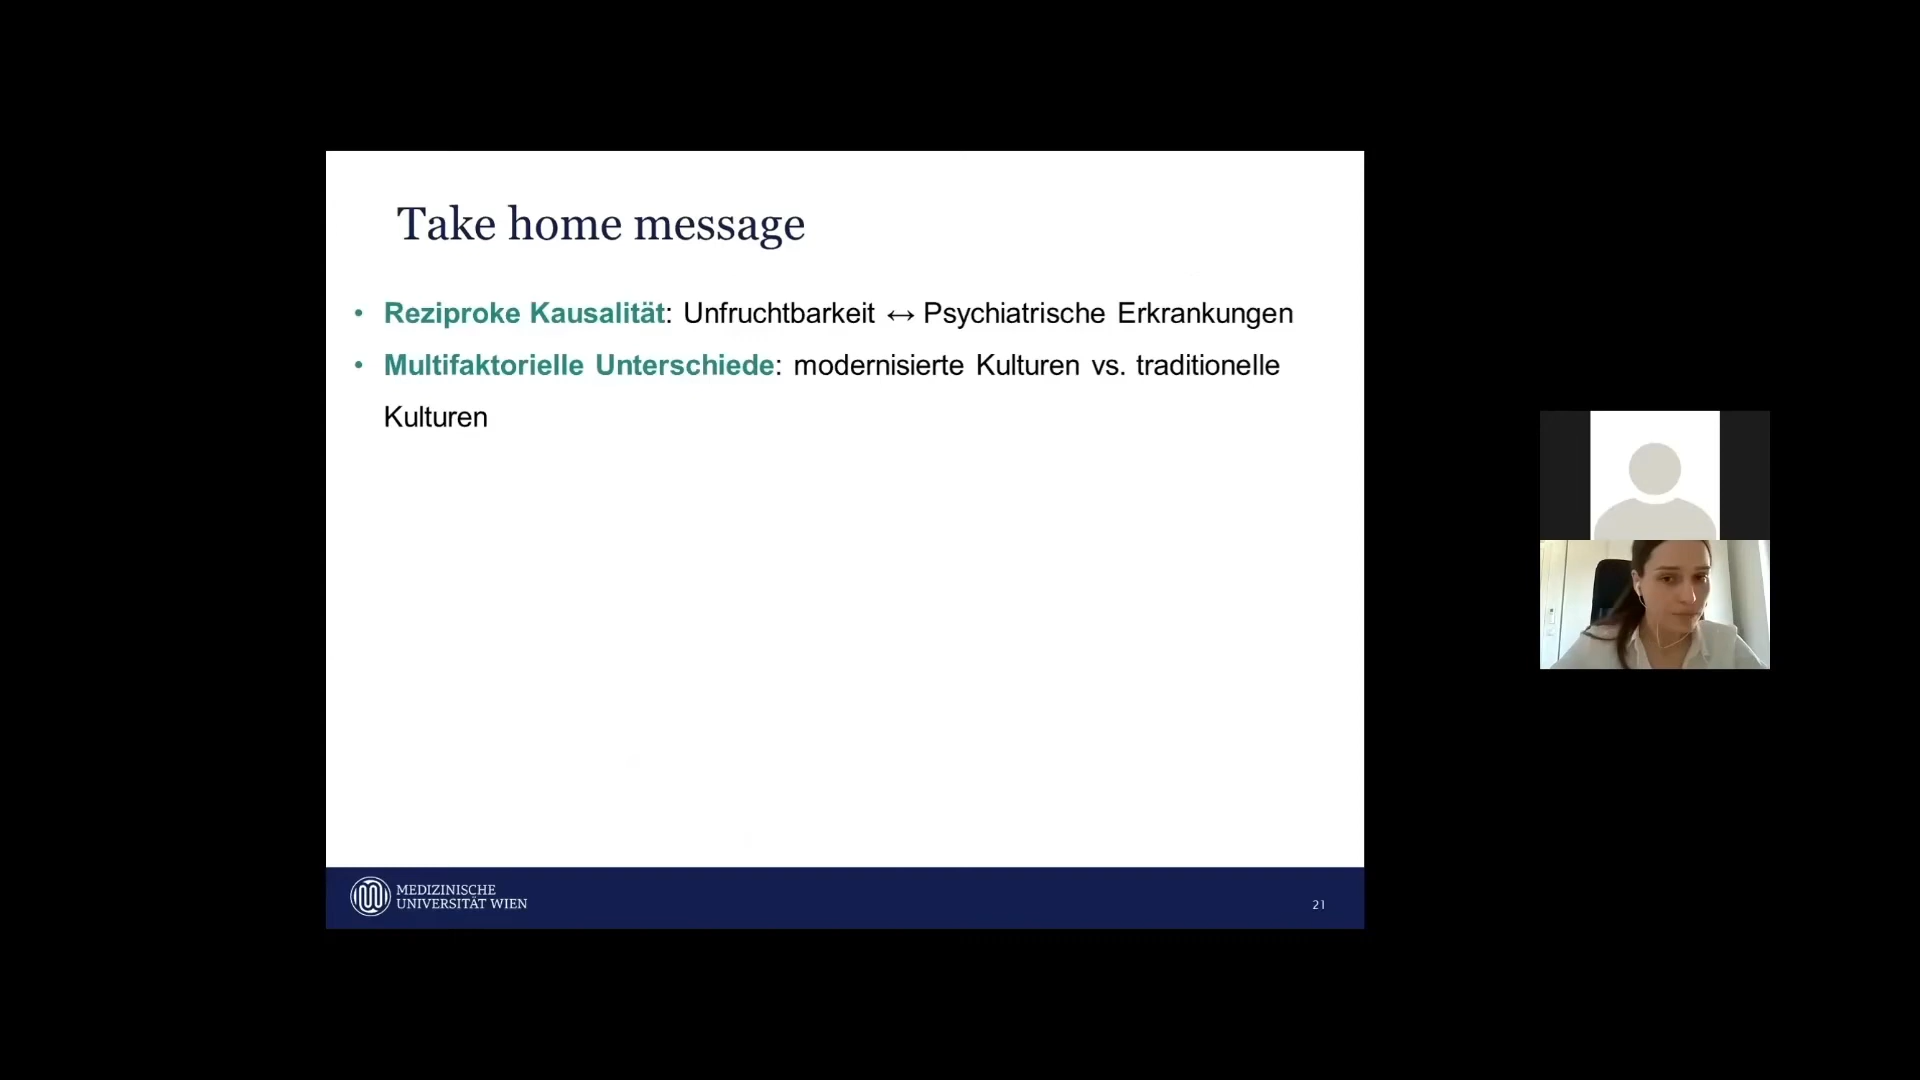 Take home message
• Reziproke Kausalität: Unfruchtbarkeit ↔ Psychiatrische Erkrankungen
• Multifaktorielle Unterschiede: modernisierte Kulturen vs. traditionelle
Kulturen
MEDIZINISCHE
UNIVERSITÄT WIEN
21